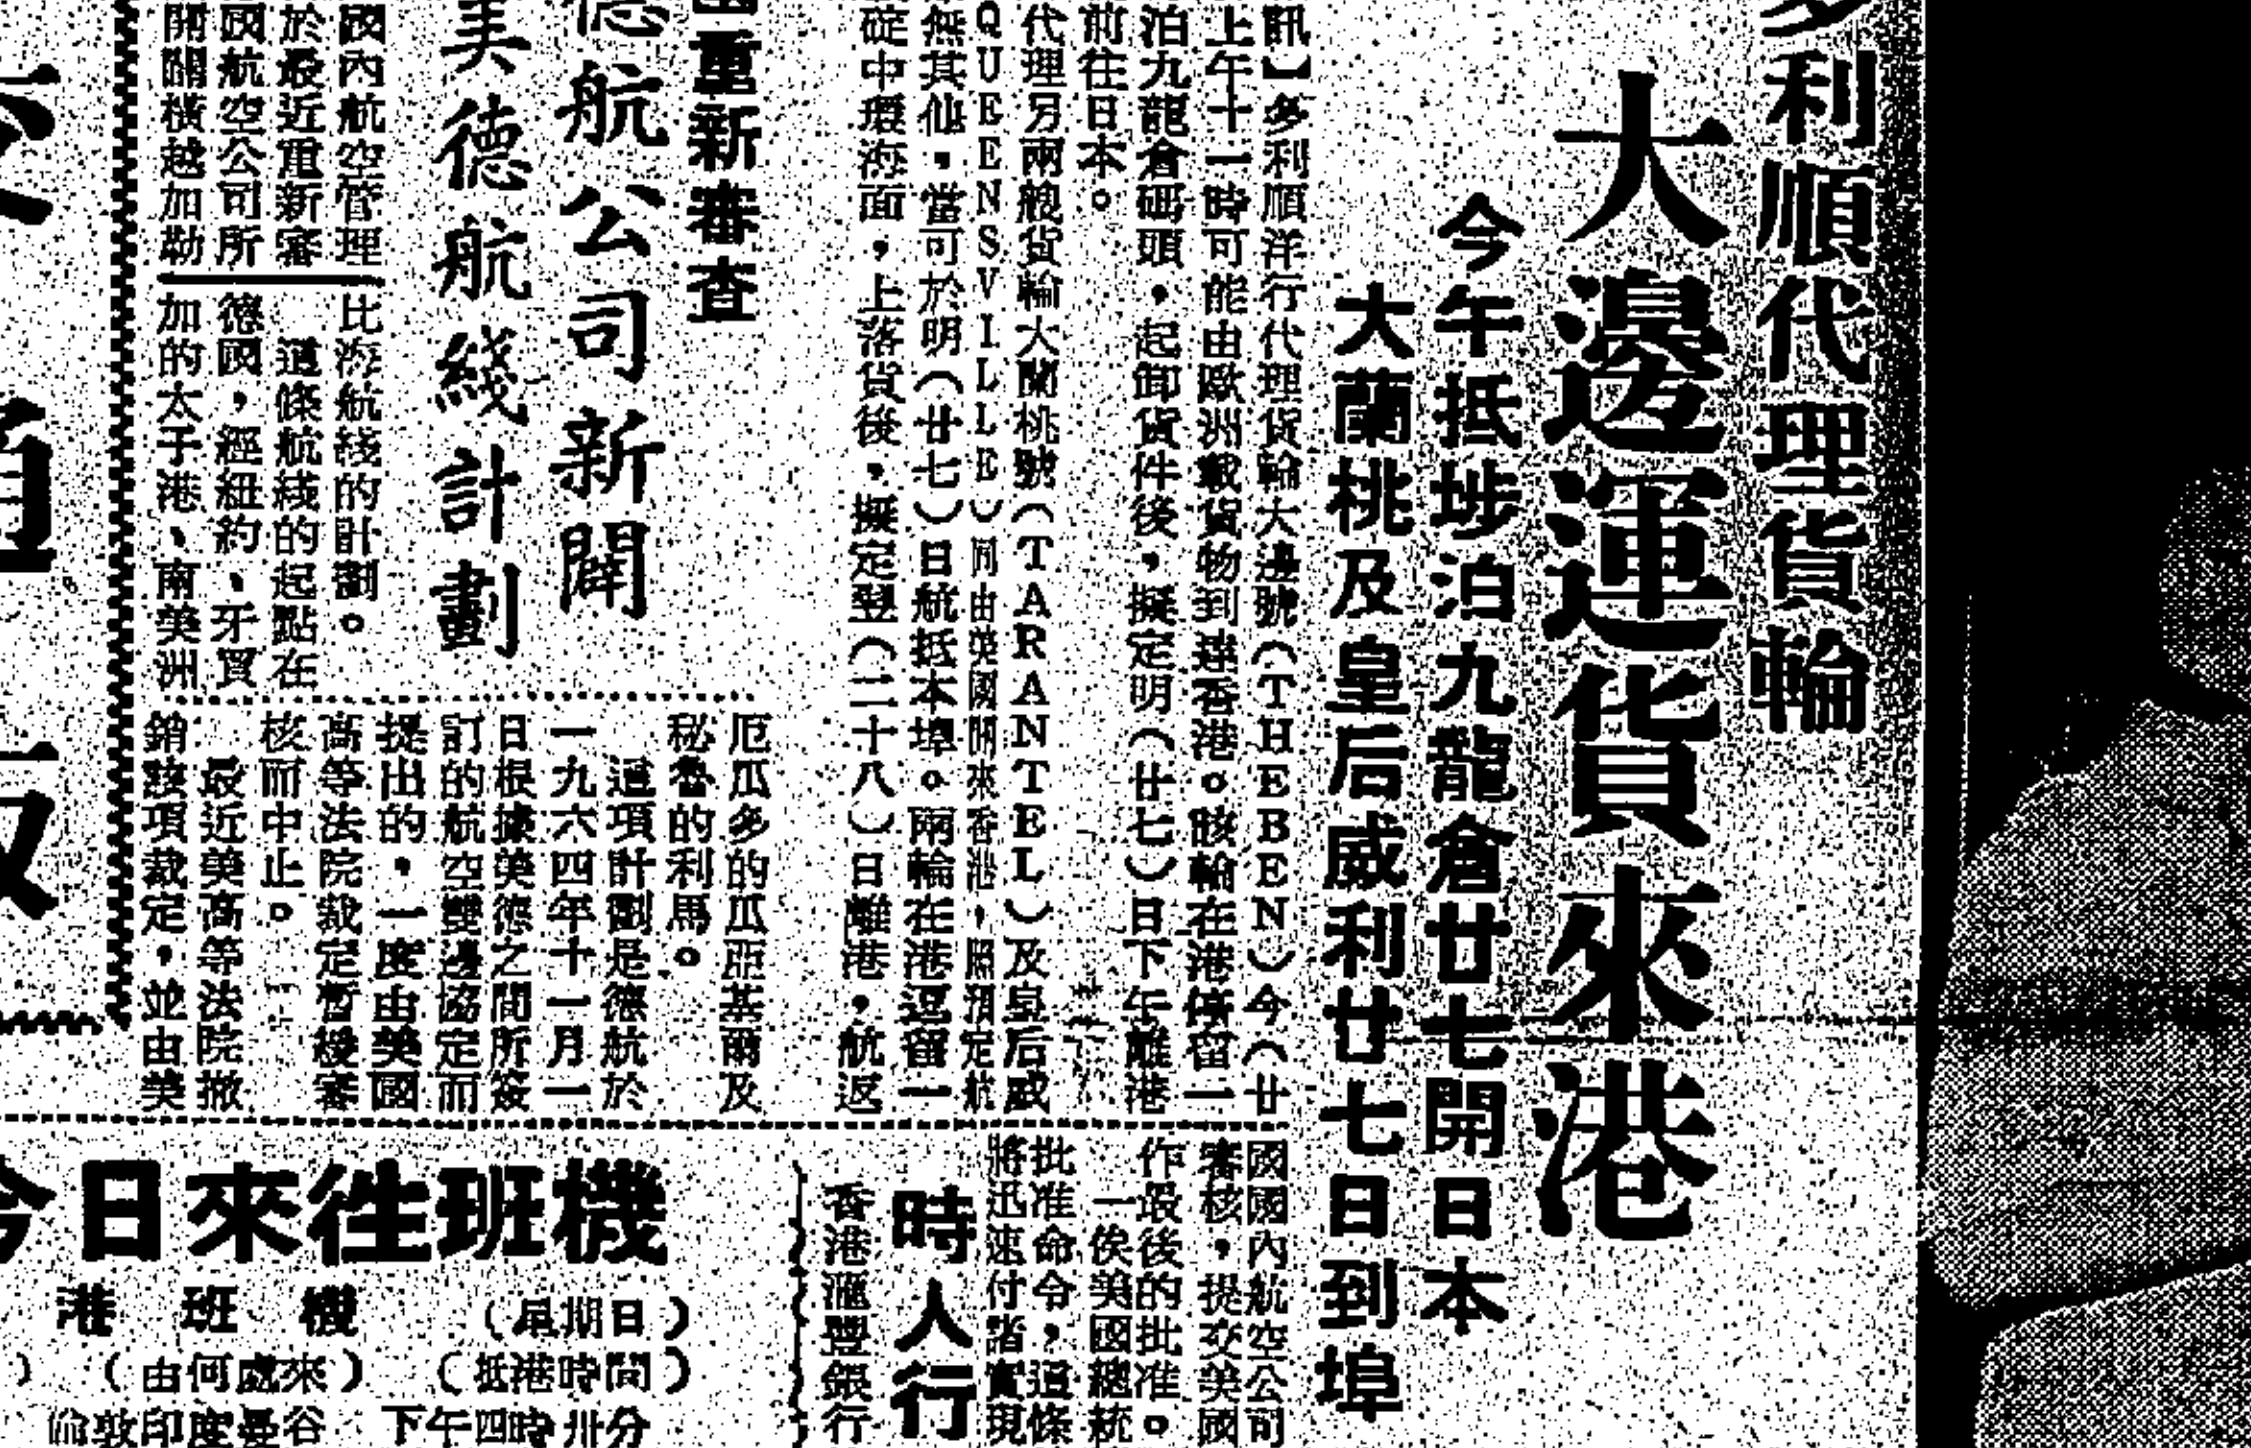 多利順代理貨輪
大邊運貨來港
今午抵埗泊九龍倉廿七開日本
大蘭桃及皇后威利廿七日到埠
訊】多利順洋行代理貨輪大邊號（THEBEN）今（廿
上午十一時可能由歐洲載貨物到達香港。該輪在港停留一
泊九龍倉碼頭，起卸貨件後，擬定明（廿七）日下午離港
前往日本。
代理另兩艘貨輪大蘭桃號（TARANTEL）及皇后威
QUEENSVILLE）同由英國開來香港，照預定航
無其他，當可於明（廿七）日航抵本埠。兩輪在港逗留一
碇中環海面，上落貨後，擬定翌（二十八）日離港，航返
重新審查
德航公司新闢
美德航綫計劃
國內航空管理
於最近重新審
國航空公司所
開闢橫越加勒
比海航綫的計劃。
這條航綫的起點在
德國，經紐約、牙買
加的太子港、南美洲
厄瓜多的瓜亞基爾及
秘魯的利馬。
這項計劃是德航於
一九六四年十一月一
日根據美德之間所簽
訂的航空雙邊協定而
提出的，一度由美國
高等法院裁定暫緩審
核而中止。
最近美高等法院撤
銷該項裁定，並由美
國國內航空公司
審核，提交美國
作最後的批准。
一俟美國總統
批准命令，這條
將迅速付諸實現
時人行
香港滙豐銀行
今日來往班機
港班機
（星期日）
（由何處來）（抵港時間）
倫敦印度曼谷 下午四時卅分